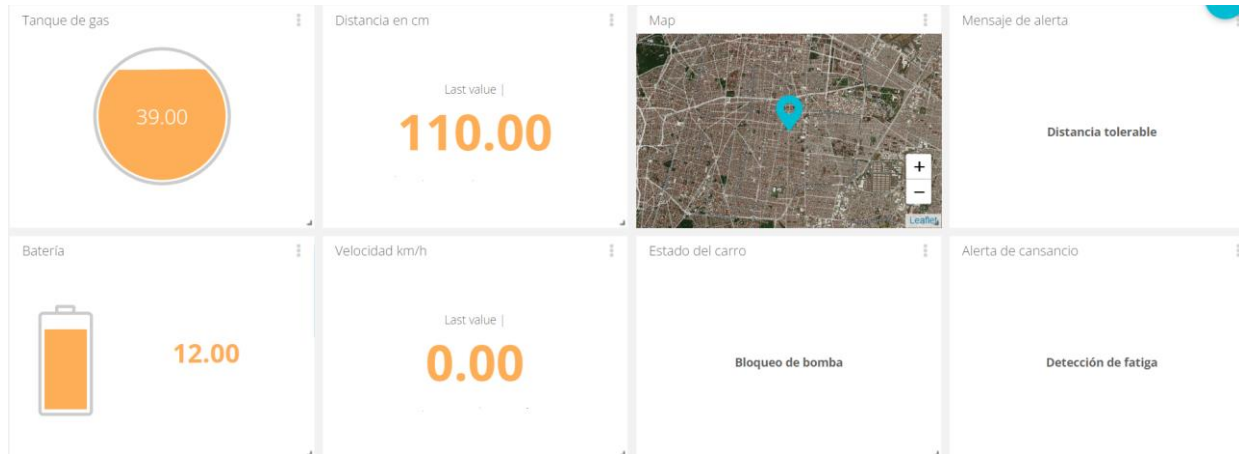 Tanque de gas
39.00
Distancia en cm
Last value |
110.00
Map
+
−
Leaflet
Mensaje de alerta
Distancia tolerable
Batería
12.00
Velocidad km/h
Last value |
0.00
Estado del carro
Bloqueo de bomba
Alerta de cansancio
Detección de fatiga